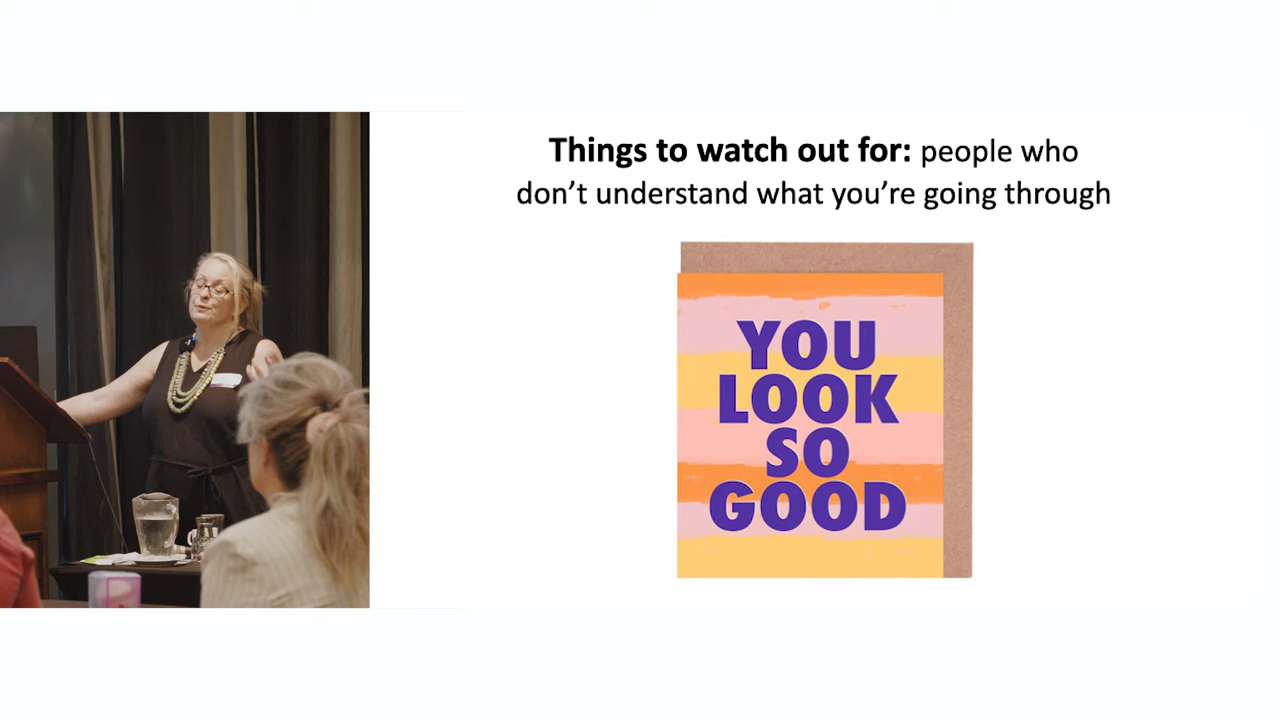 Things to watch out for: people who
don’t understand what you’re going through
YOU
LOOK
SO
GOOD